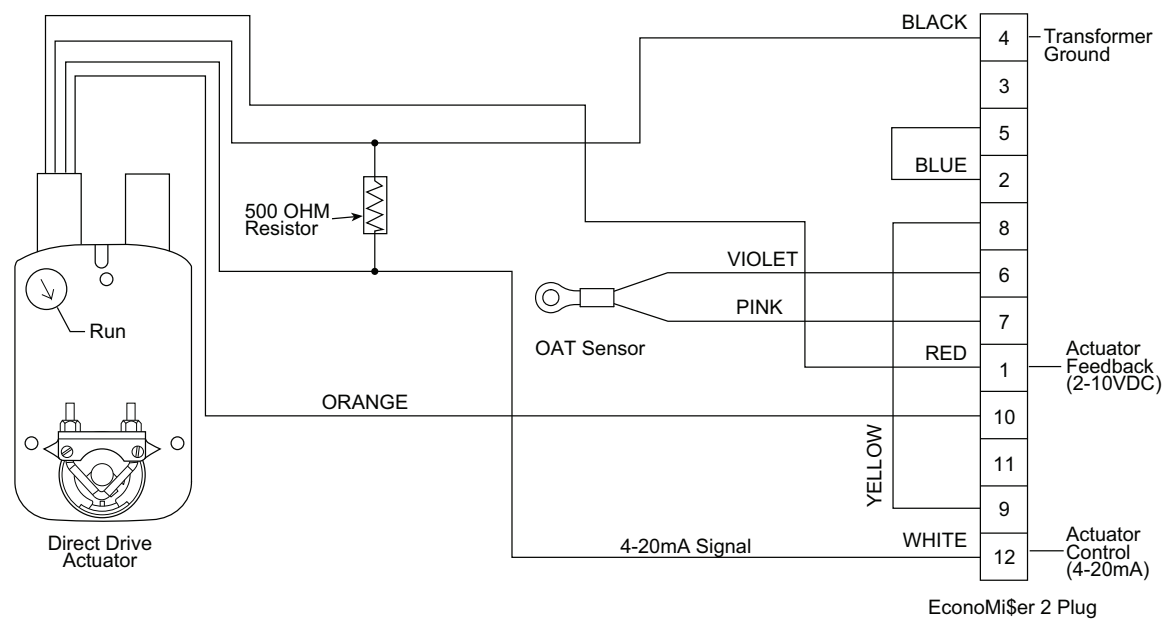 BLACK
4
Transformer
Ground
3
5
BLUE
2
500 OHM
Resistor
8
VIOLET
6
PINK
7
Run
OAT Sensor
RED
1
Actuator
Feedback
(2-10VDC)
ORANGE
10
YELLOW
11
9
Direct Drive
Actuator
4-20mA Signal
WHITE
12
Actuator
Control
(4-20mA)
EconoMi$er 2 Plug